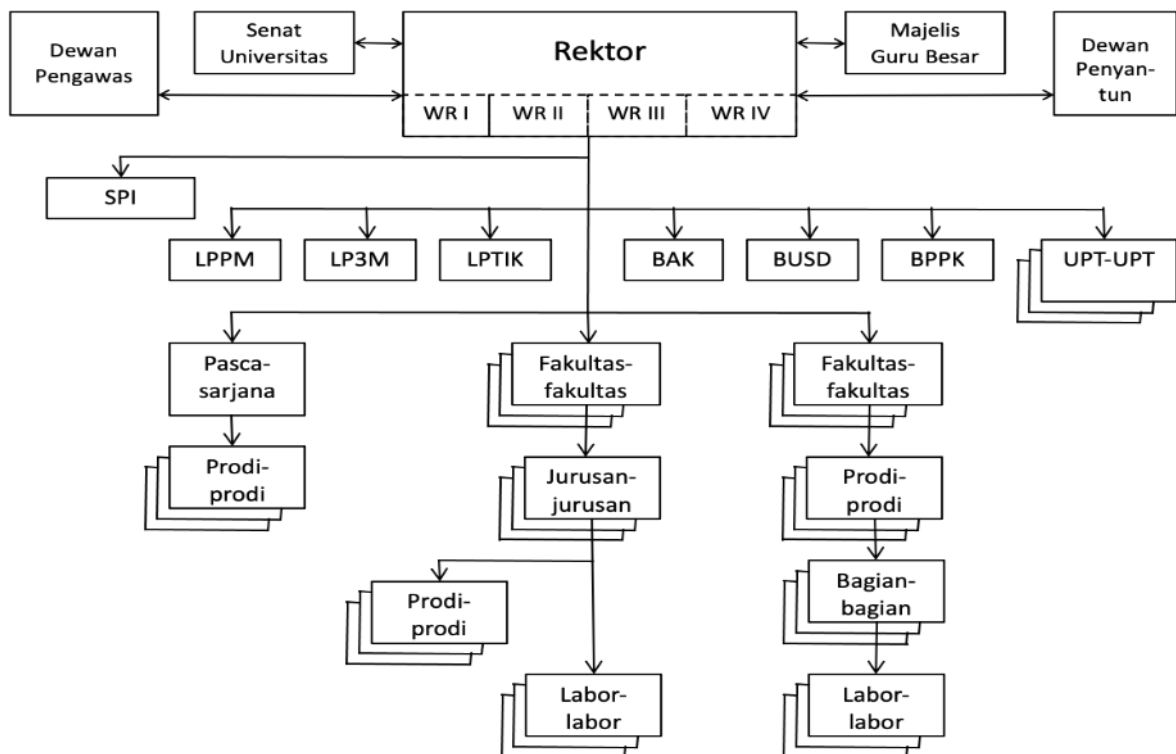 Dewan
Pengawas
Senat
Universitas
Rektor
Majelis
Guru Besar
Dewan
Penyan-
tun
WR I
WR II
WR III
WR IV
SPI
LPPM
LP3M
LPTIK
BAK
BUSD
BPPK
UPT-UPT
Pasca-
sarjana
Fakultas-
fakultas
Fakultas-
fakultas
Prodi-
prodi
Jurusan-
jurusan
Prodi-
prodi
Prodi-
prodi
Bagian-
bagian
Labor-
labor
Labor-
labor